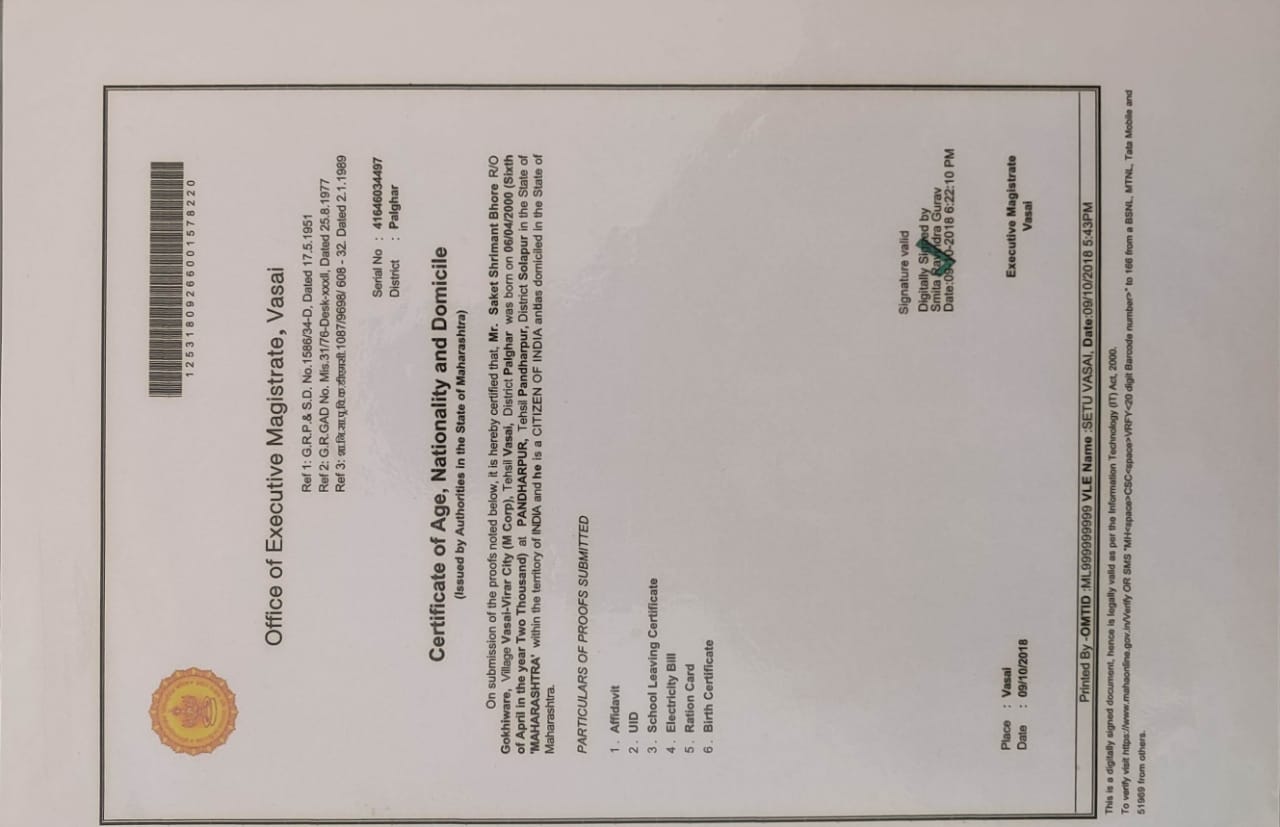 12531809266001578220
Office of Executive Magistrate, Vasai
Ref 1: G.R.P.& S.D. No.1586/34-D, Dated 17.5.1951
Ref 2: G.R.GAD No. Mis.31/76-Desk-xxxII, Dated 25.8.1977
Ref 3: शा.नि.सा.पू.वि.क.डीएमसी.1087/9698/ 608 - 32. Dated 2.1.1989
Serial No : 41646034497
District : Palghar
Certificate of Age, Nationality and Domicile
(Issued by Authorities in the State of Maharashtra)
On submission of the proofs noted below, it is hereby certified that, Mr. Saket Shrimant Bhore R/O
Gokhiware, Village Vasai-Virar City (M Corp), Tehsil Vasai, District Palghar was born on 06/04/2000 (Sixth
of April in the year Two Thousand) at PANDHARPUR, Tehsil Pandharpur, District Solapur in the State of
'MAHARASHTRA' within the territory of INDIA and he is a CITIZEN OF INDIA and domiciled in the State of
Maharashtra.
PARTICULARS OF PROOFS SUBMITTED
1 . Affidavit
2 . UID
3 . School Leaving Certificate
4 . Electricity Bill
5 . Ration Card
6 . Birth Certificate
Signature valid
Digitally Signed by
Smita Ravindra Gurav
Date:09-10-2018 6:22:10 PM
Place : Vasai
Date : 09/10/2018
Executive Magistrate
Vasai
Printed By -OMTID :ML999999999 VLE Name :SETU VASAI, Date:09/10/2018 5:43PM
This is a digitally signed document, hence is legally valid as per the Information Technology (IT) Act, 2000.
To verify visit https://www.mahaonline.gov.in/Verify OR SMS "MH<space>CSC<space>VRFY<20 digit Barcode number>" to 166 from a BSNL, MTNL, Tata Mobile and
51969 from others.